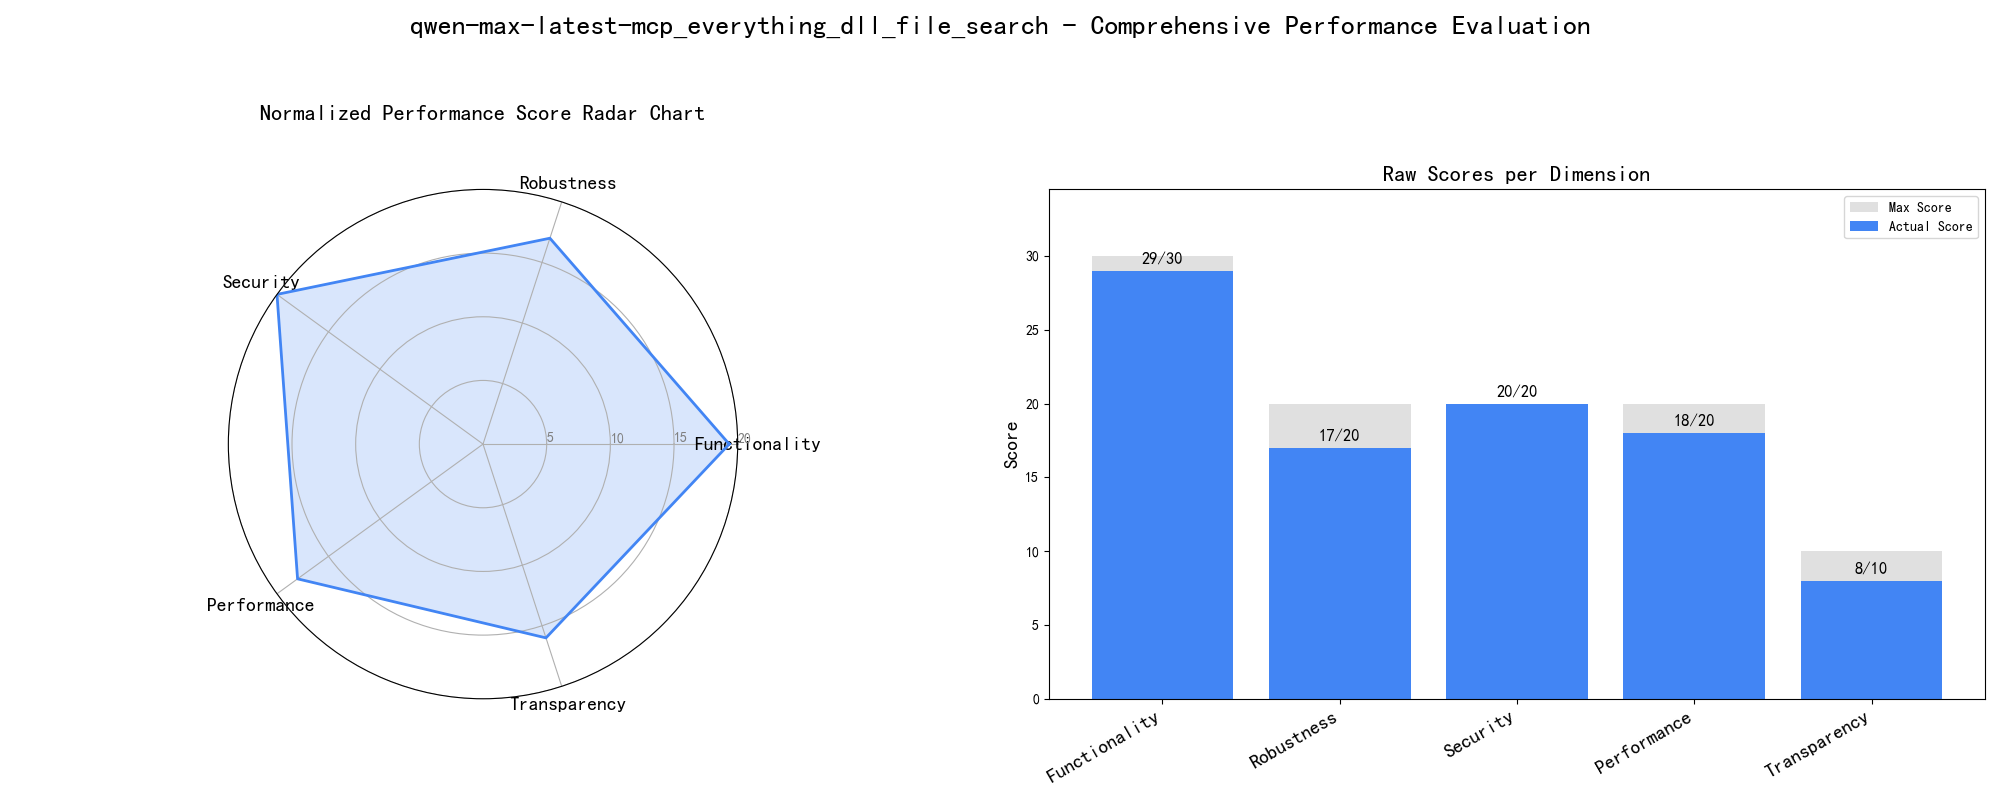 qwen-max-latest-mcp_everything_dll_file_search - Comprehensive Performance Evaluation
Normalized Performance Score Radar Chart
Robustness
Security
5
10
15
20
Functionality
Performance
Transparency
Raw Scores per Dimension
Max Score
Actual Score
Score
30
25
20
15
10
5
0
29/30
17/20
20/20
18/20
8/10
Functionality
Robustness
Security
Performance
Transparency